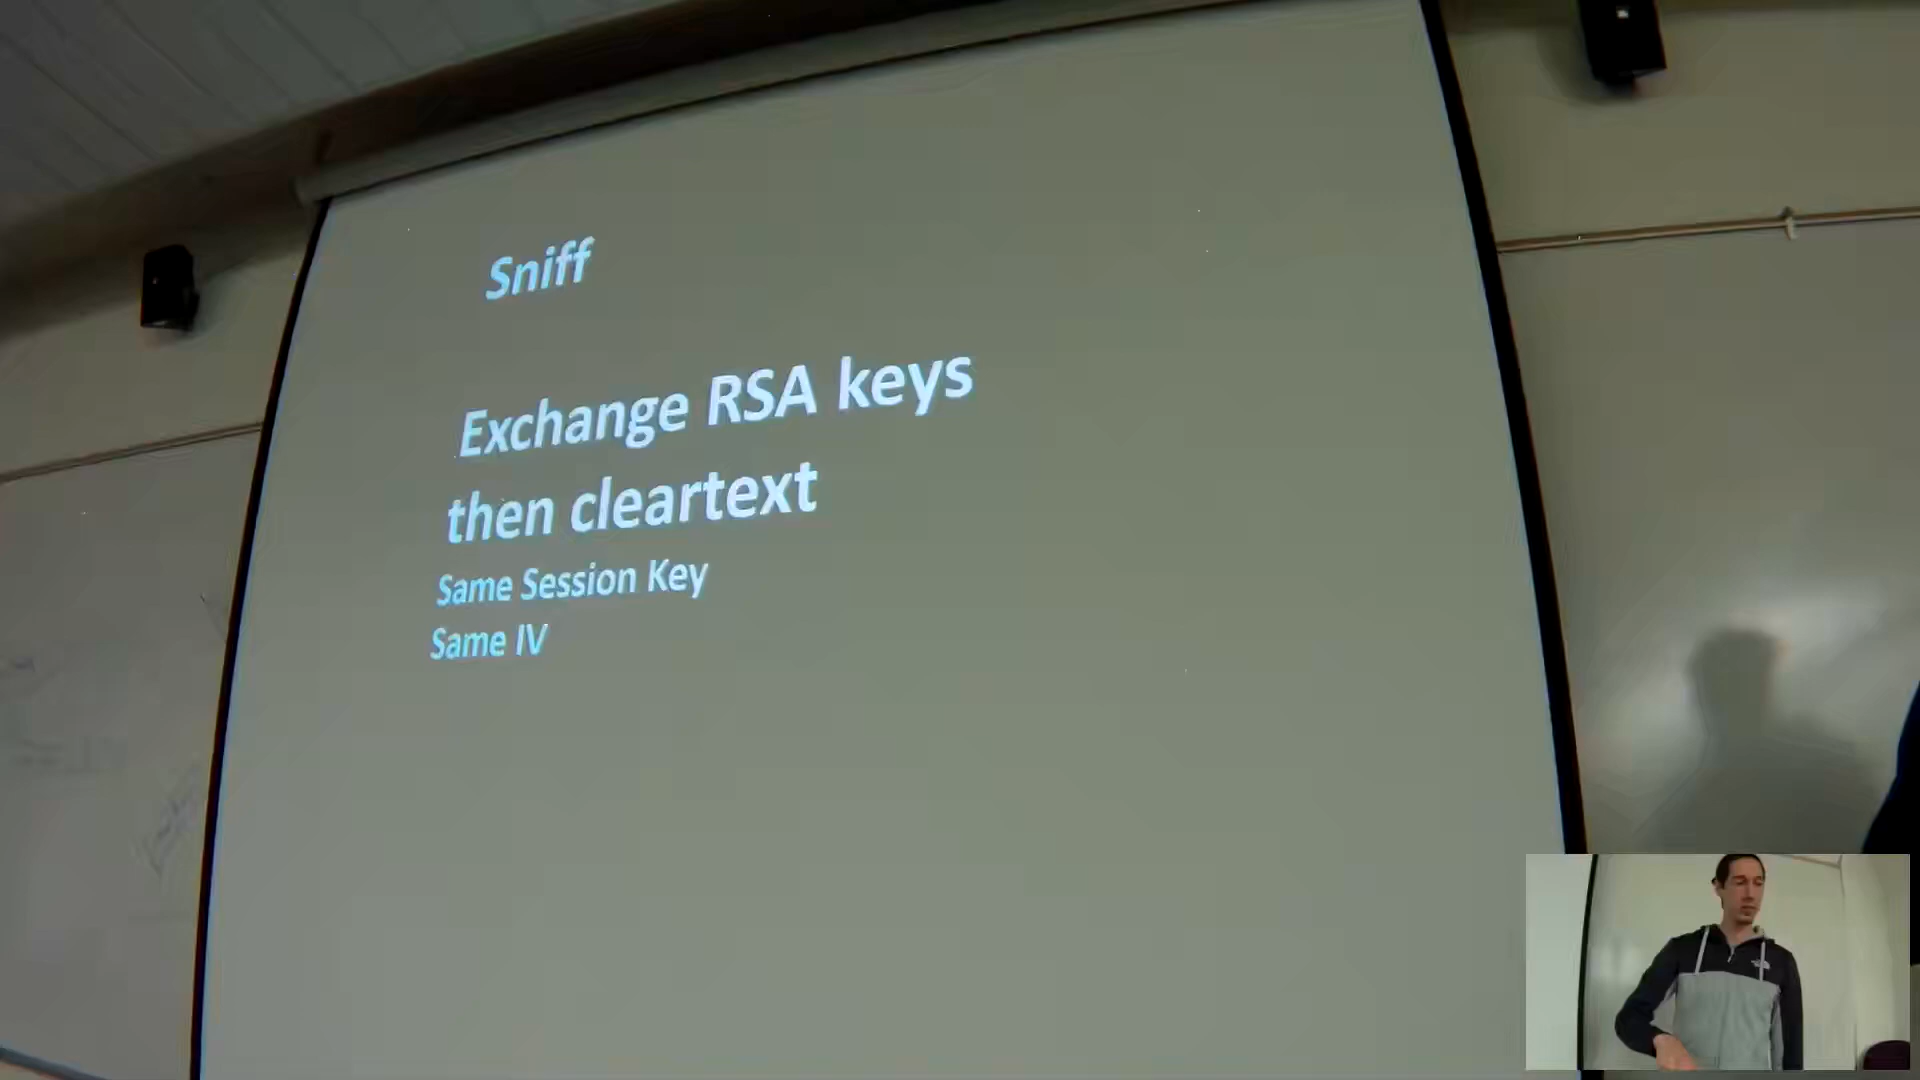 Sniff
Exchange RSA keys
then cleartext
Same Session Key
Same IV